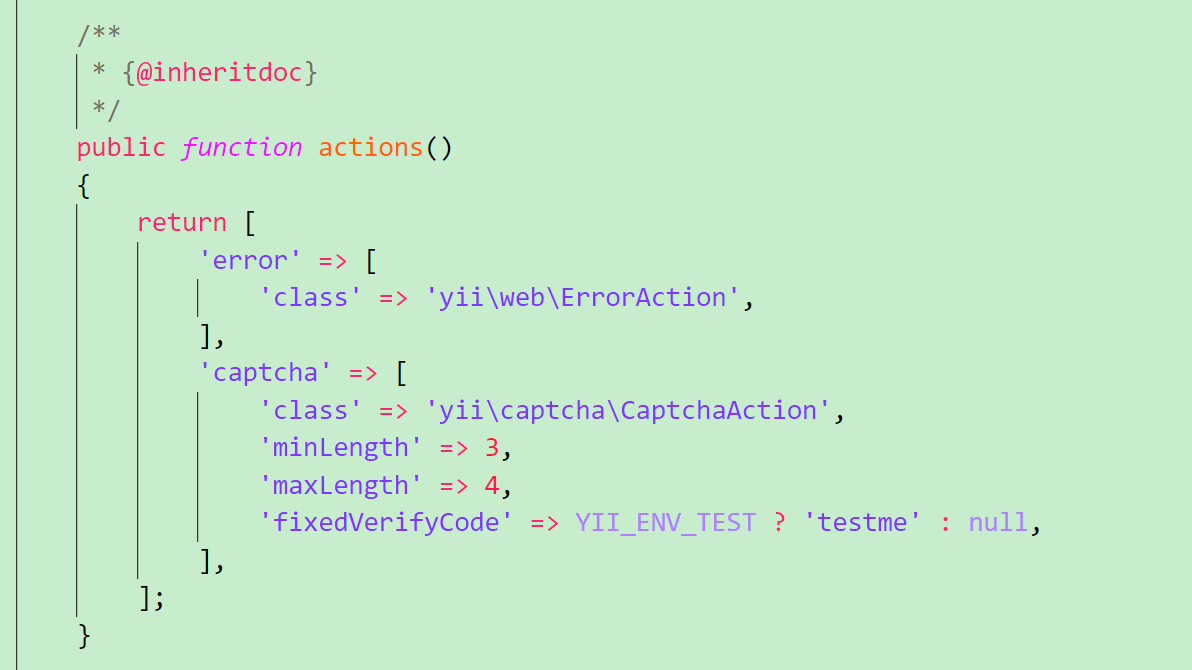 /**
 * {@inheritdoc}
 */
public function actions()
{
    return [
        'error' => [
            'class' => 'yii\web\ErrorAction',
        ],
        'captcha' => [
            'class' => 'yii\captcha\CaptchaAction',
            'minLength' => 3,
            'maxLength' => 4,
            'fixedVerifyCode' => YII_ENV_TEST ? 'testme' : null,
        ],
    ];
}